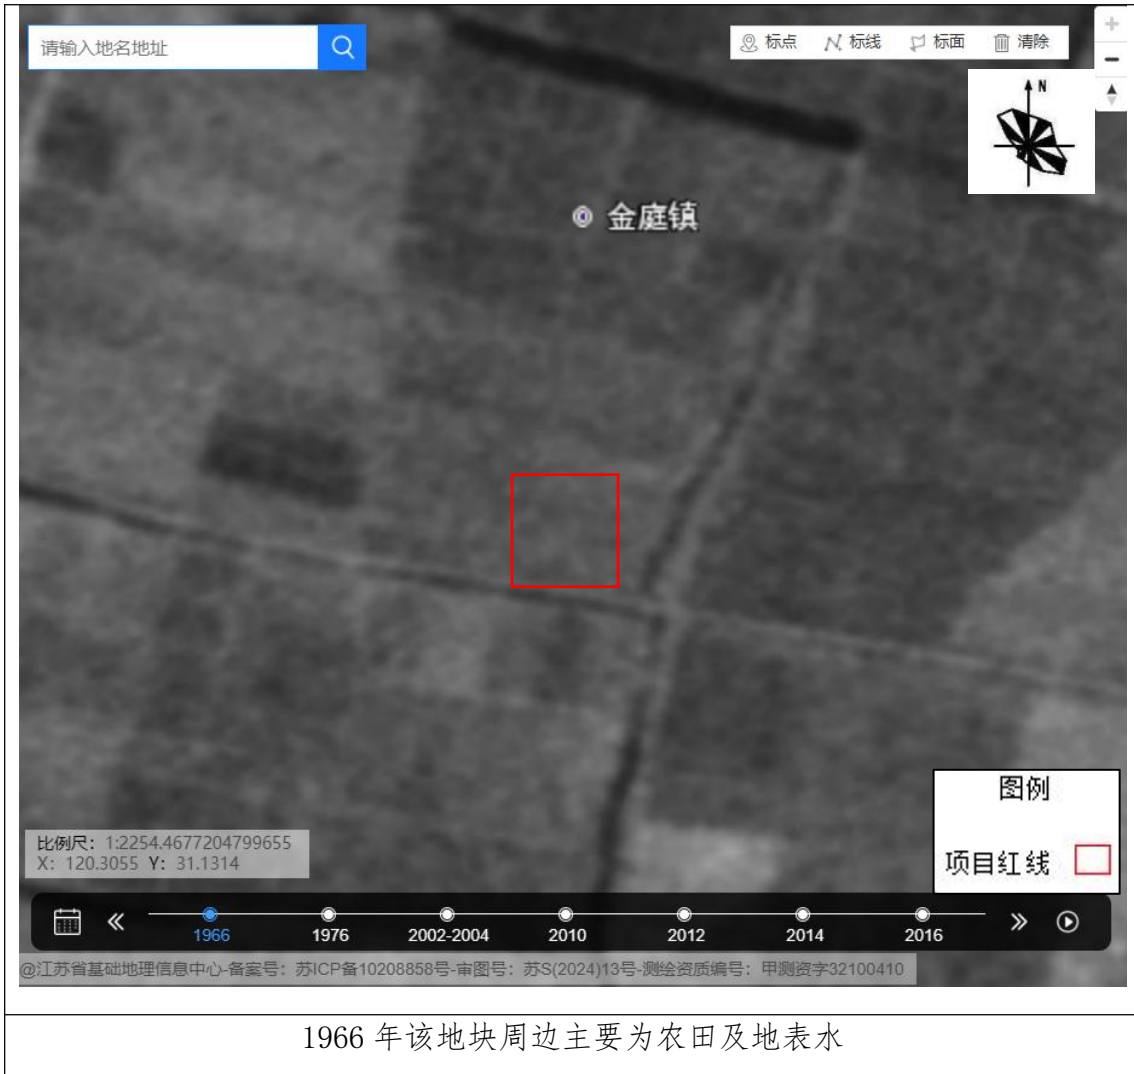 请输入地名地址
标点 标线 标面 清除
N
金庭镇
图例
项目红线
比例尺：1:2254.4677204799655
X：120.3055 Y：31.1314
1966 1976 2002-2004 2010 2012 2014 2016
@江苏省基础地理信息中心-备案号：苏ICP备10208858号-审图号：苏S(2024)13号-测绘资质编号：甲测资字32100410
1966 年该地块周边主要为农田及地表水